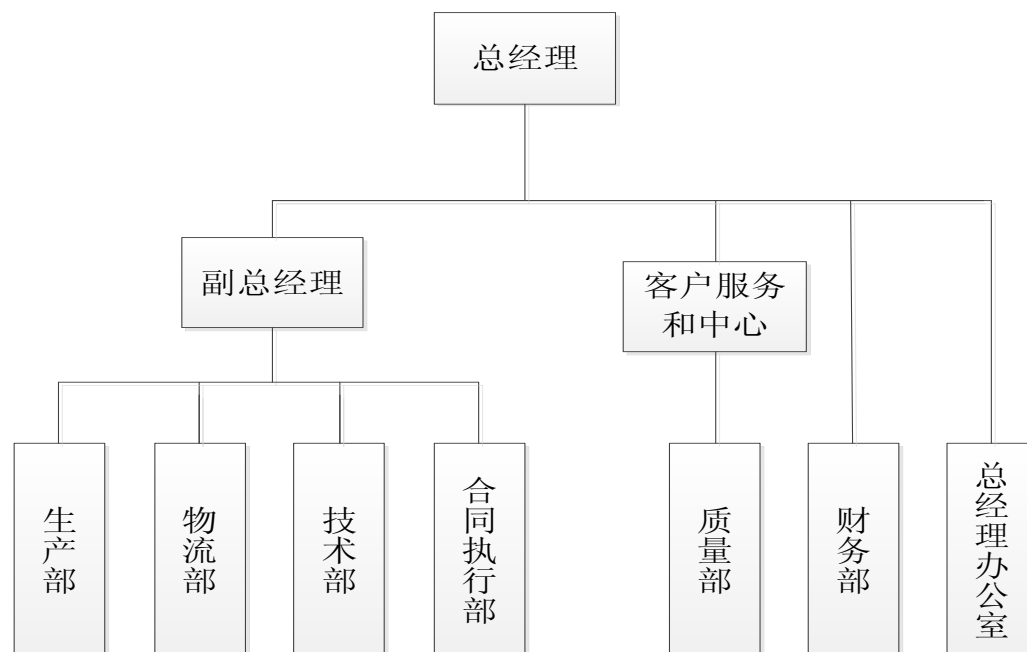 总经理
副总经理
客户服务
和中心
生产部
物流部
技术部
合同执行部
质量部
财务部
总经理办公室